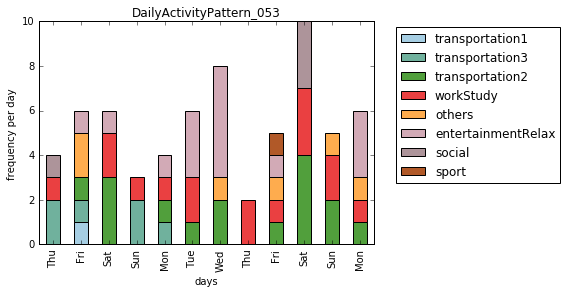 DailyActivityPattern_053
10
8
6
4
2
0
frequency per day
Thu
Fri
Sat
Sun
Mon
Tue
Wed
Thu
Fri
Sat
Sun
Mon
days
transportation1
transportation3
transportation2
workStudy
others
entertainmentRelax
social
sport